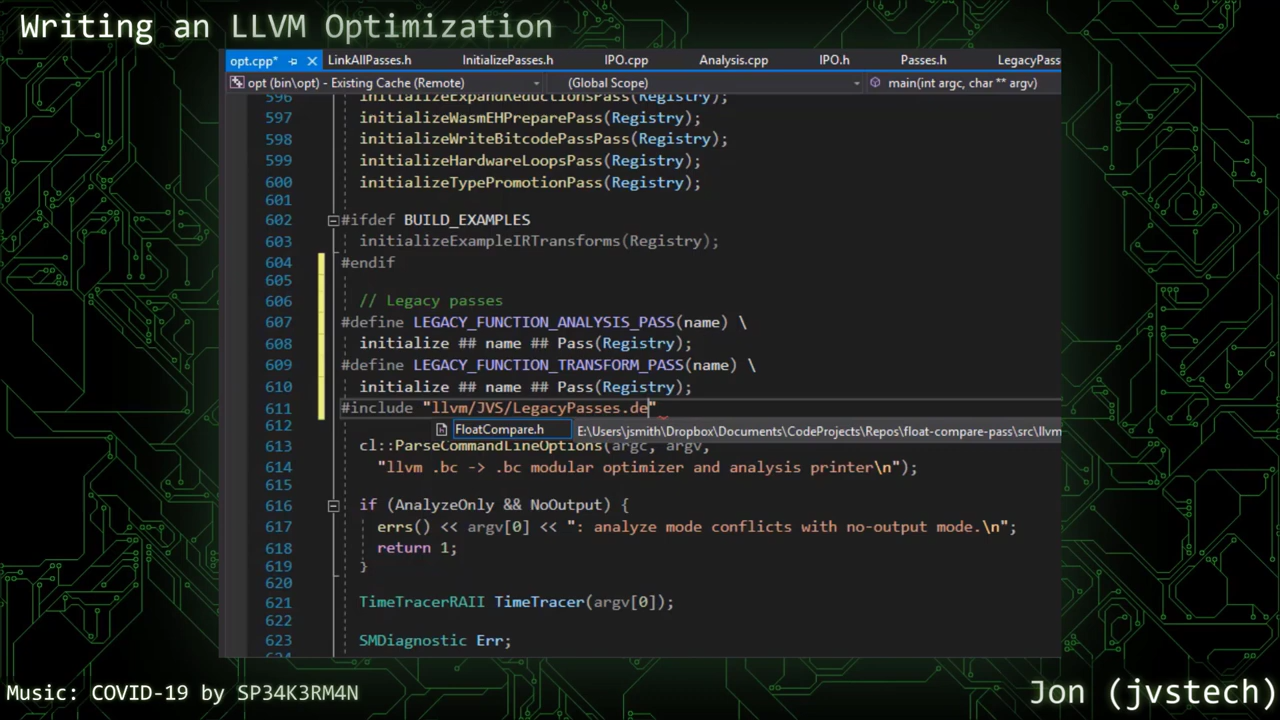 Writing an LLVM Optimization
opt.cpp* LinkAllPasses.h InitializePasses.h IPO.cpp Analysis.cpp IPO.h Passes.h LegacyPass
opt (bin\opt) - Existing Cache (Remote) (Global Scope) main(int argc, char ** argv)
596 initializeExpandReductionsPass(Registry);
597 initializeWasmEHPreparePass(Registry);
598 initializeWriteBitcodePassPass(Registry);
599 initializeHardwareLoopsPass(Registry);
600 initializeTypePromotionPass(Registry);
601
602 #ifdef BUILD_EXAMPLES
603 initializeExampleIRTransforms(Registry);
604 #endif
605
606 // Legacy passes
607 #define LEGACY_FUNCTION_ANALYSIS_PASS(name) \
608 initialize ## name ## Pass(Registry);
609 #define LEGACY_FUNCTION_TRANSFORM_PASS(name) \
610 initialize ## name ## Pass(Registry);
611 #include "llvm/JVS/LegacyPasses.de"
612 FloatCompare.h E:\Users\jsmith\Dropbox\Documents\CodeProjects\Repos\float-compare-pass\src\llvm
613 cl::ParseCommandLineOptions(argc, argv,
614 "llvm .bc -> .bc modular optimizer and analysis printer\n");
615
616 if (AnalyzeOnly && NoOutput) {
617 errs() << argv[0] << ": analyze mode conflicts with no-output mode.\n";
618 return 1;
619 }
620
621 TimeTracerRAII TimeTracer(argv[0]);
622
623 SMDiagnostic Err;
Music: COVID-19 by SP34K3RM4N
Jon (jvstech)